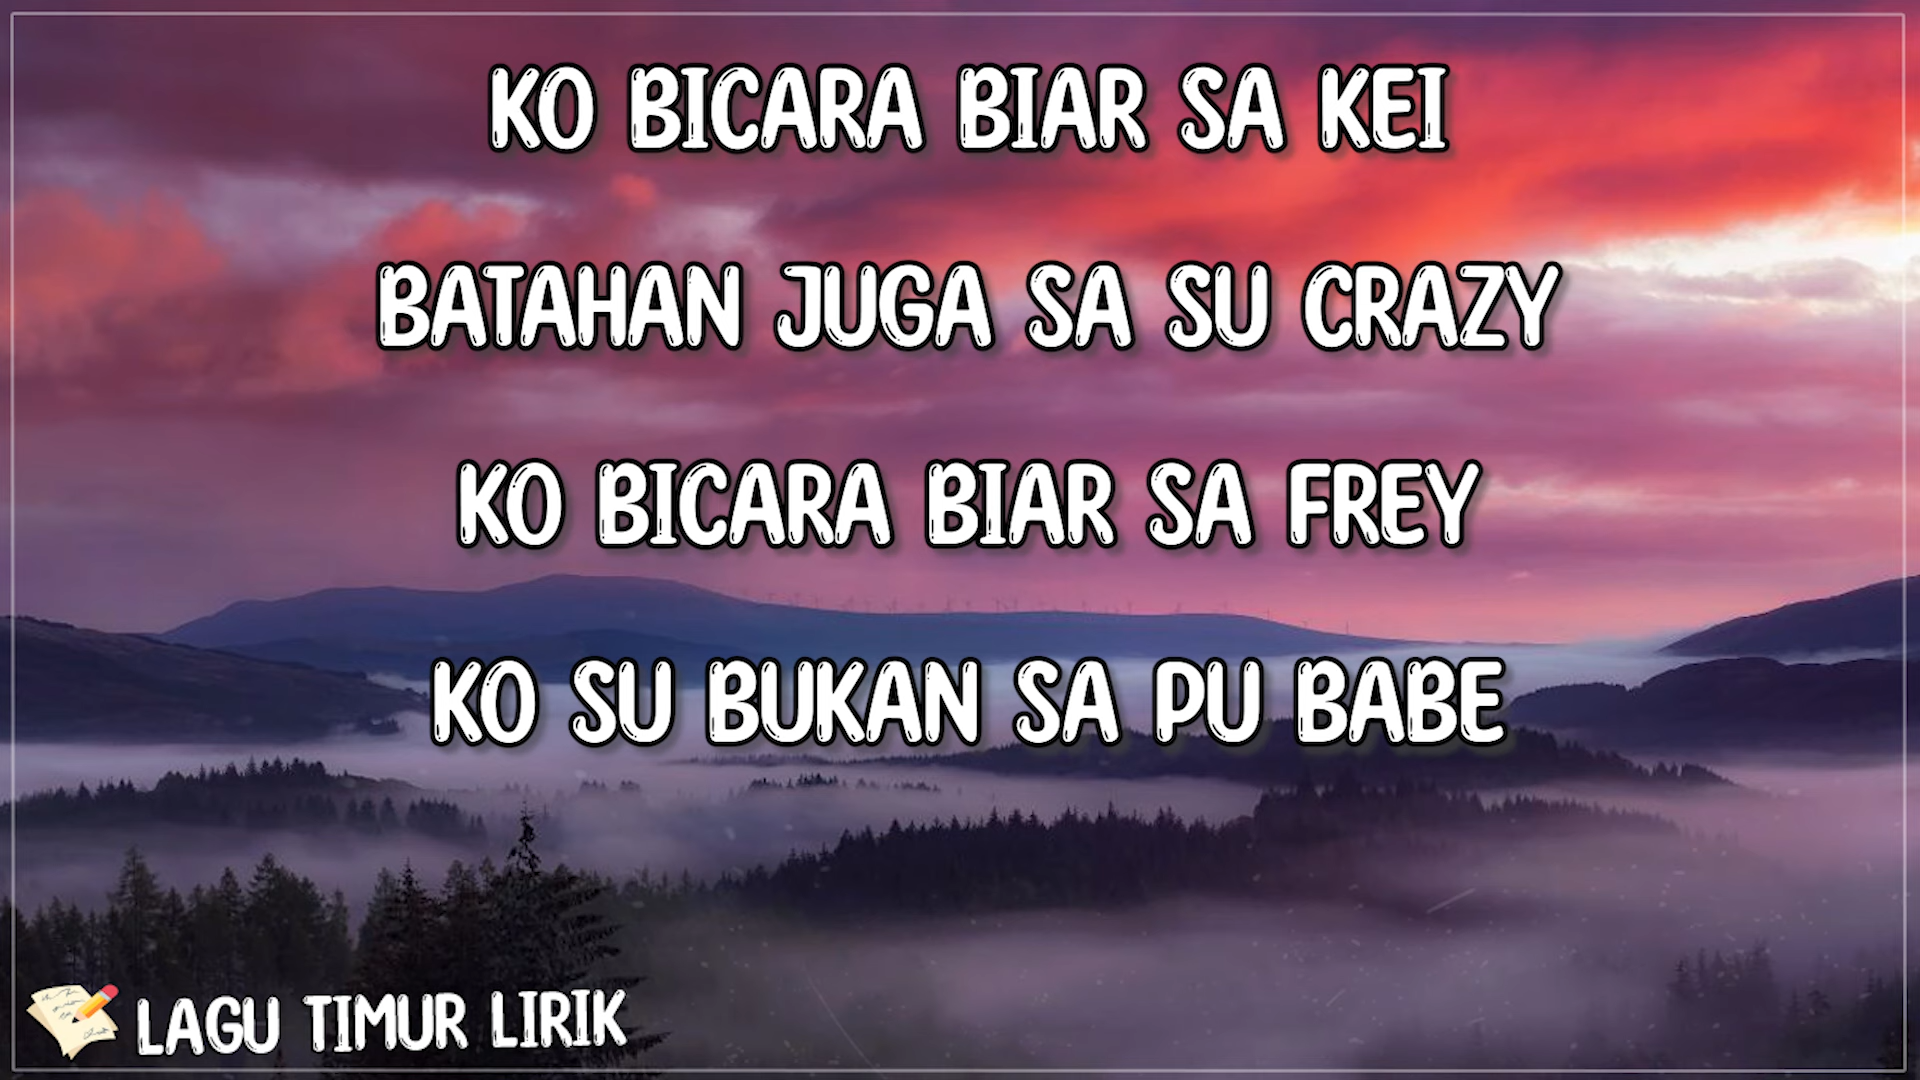 KO BICARA BIAR SA KEI
BATAHAN JUGA SA SU CRAZY
KO BICARA BIAR SA FREY
KO SU BUKAN SA PU BABE
LAGU TIMUR LIRIK